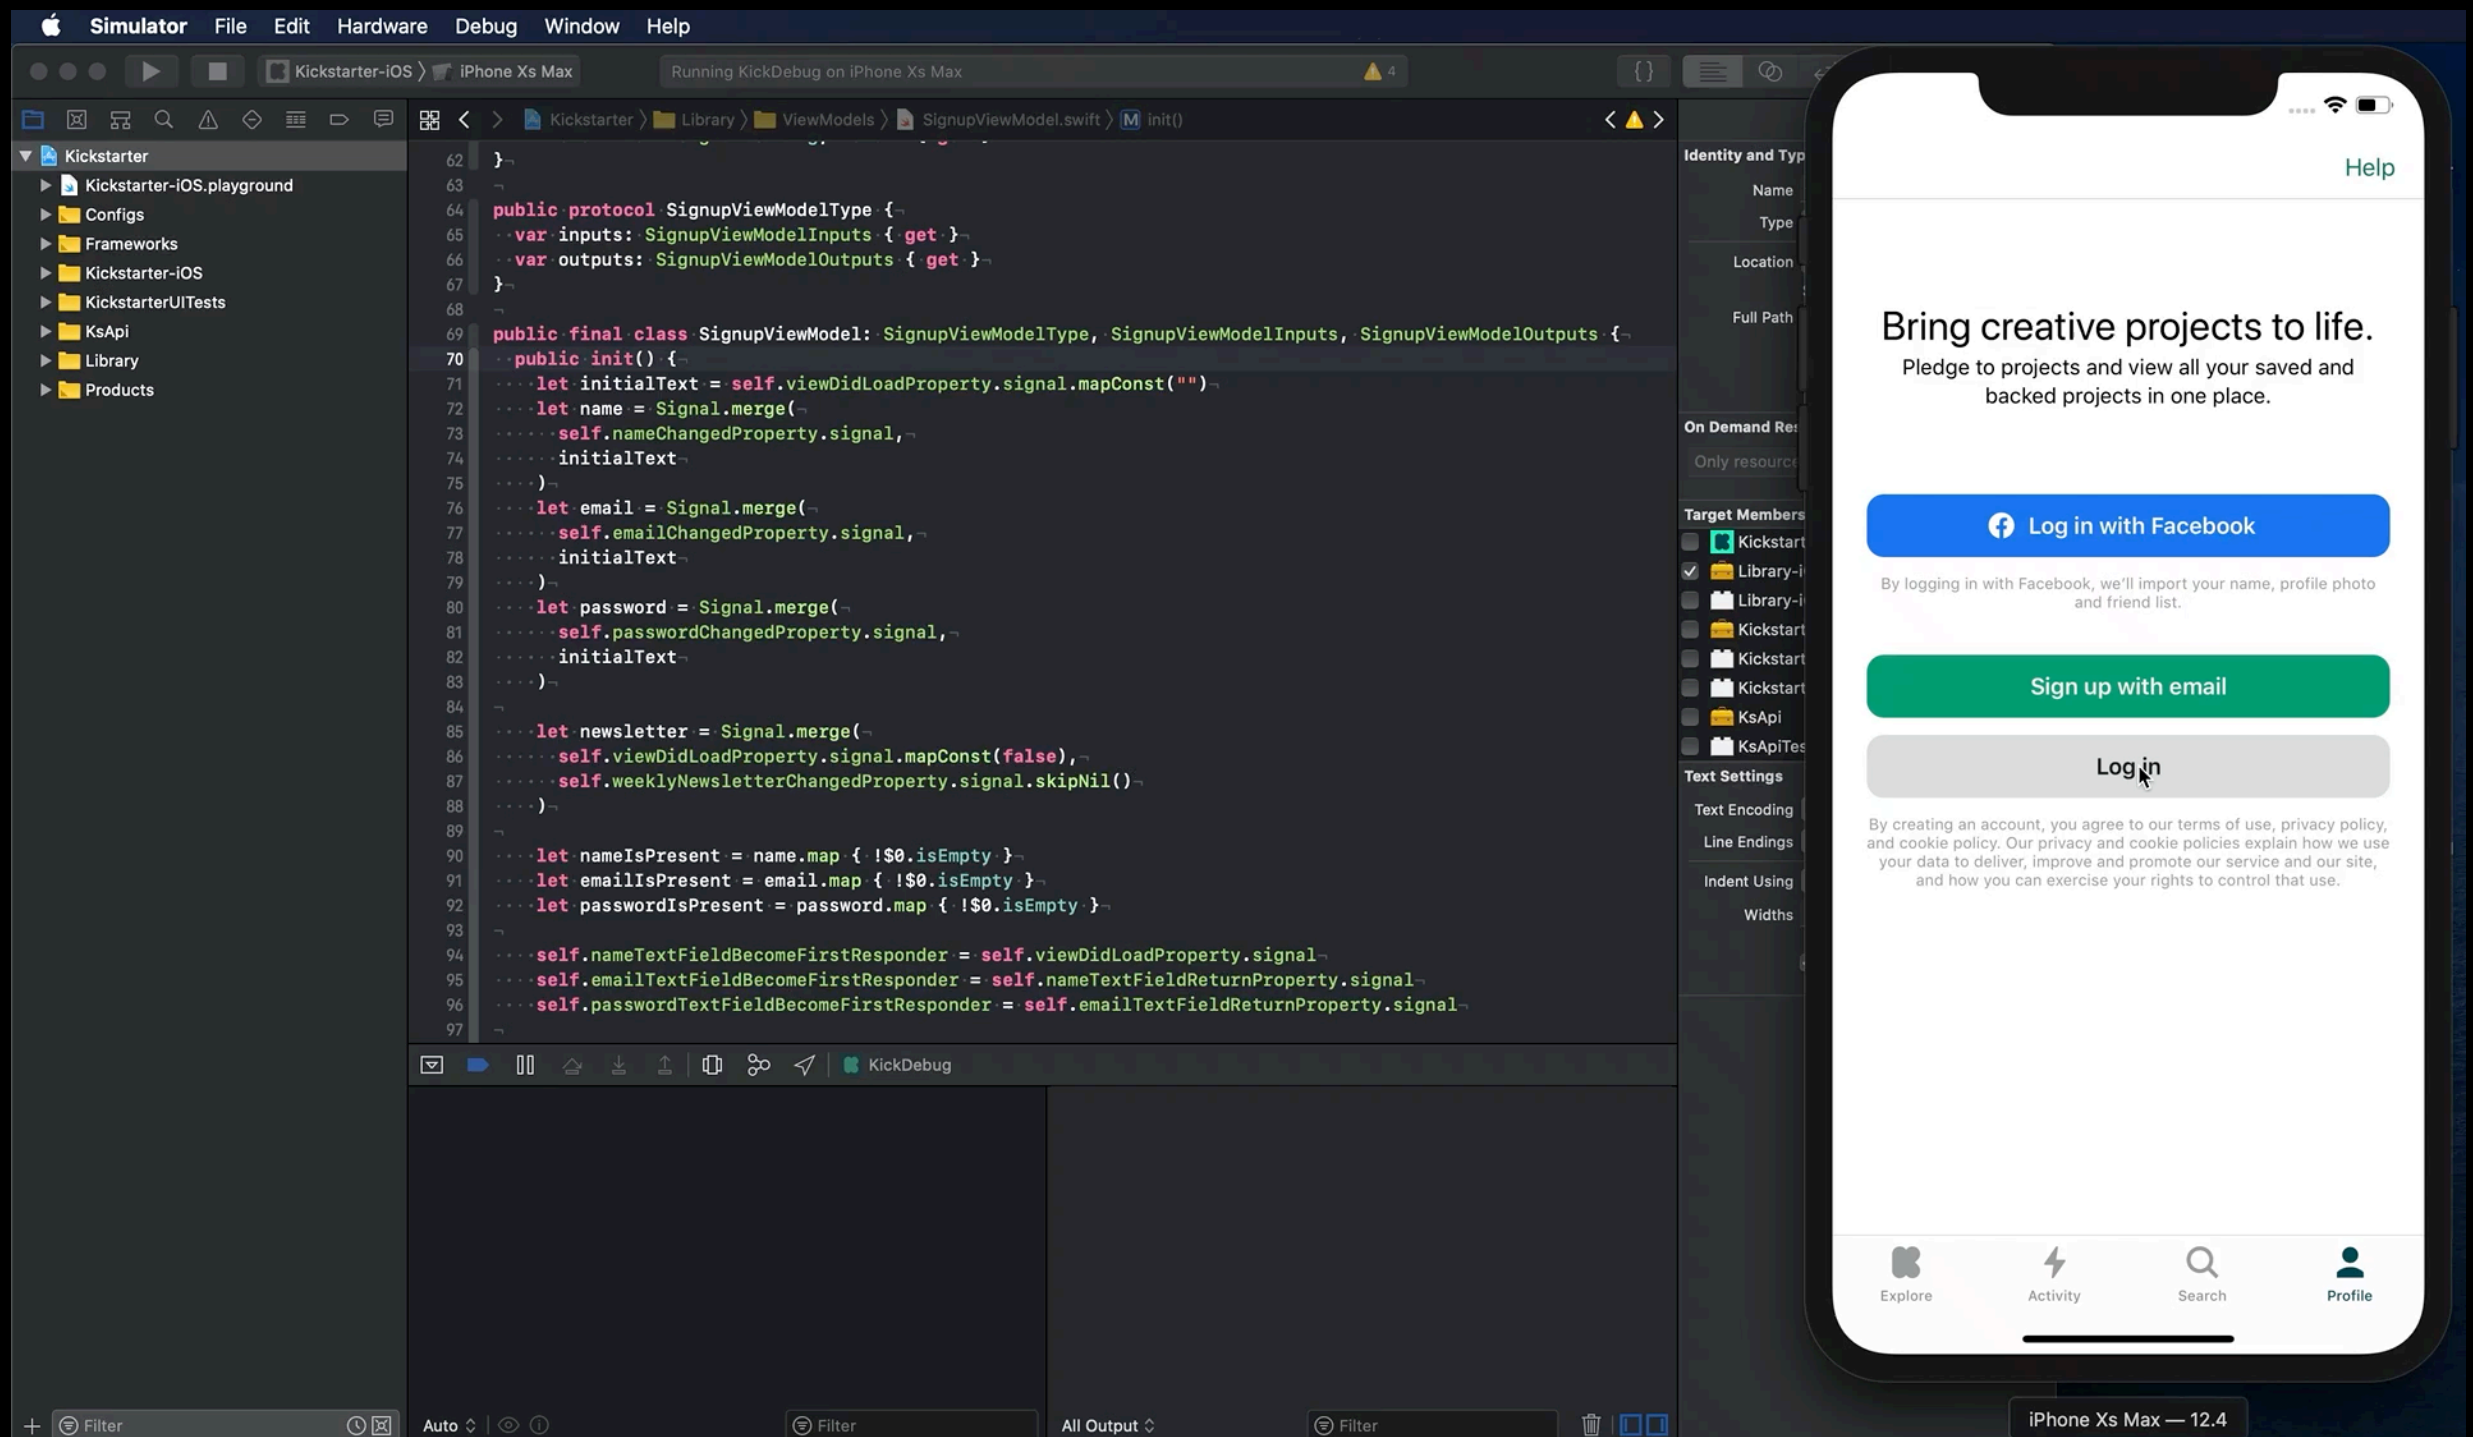 Simulator File Edit Hardware Debug Window Help
Kickstarter-iOS iPhone Xs Max
Running KickDebug on iPhone Xs Max
4
Kickstarter Library ViewModels SignupViewModel.swift M init()
Kickstarter
Kickstarter-iOS.playground
Configs
Frameworks
Kickstarter-iOS
KickstarterUITests
KsApi
Library
Products
Filter
62 }
63
64 public protocol SignupViewModelType {
65 var inputs: SignupViewModelInputs { get }
66 var outputs: SignupViewModelOutputs { get }
67 }
68
69 public final class SignupViewModel: SignupViewModelType, SignupViewModelInputs, SignupViewModelOutputs {
70 public init() {
71 let initialText = self.viewDidLoadProperty.signal.mapConst("")
72 let name = Signal.merge(
73 self.nameChangedProperty.signal,
74 initialText
75 )
76 let email = Signal.merge(
77 self.emailChangedProperty.signal,
78 initialText
79 )
80 let password = Signal.merge(
81 self.passwordChangedProperty.signal,
82 initialText
83 )
84
85 let newsletter = Signal.merge(
86 self.viewDidLoadProperty.signal.mapConst(false),
87 self.weeklyNewsletterChangedProperty.signal.skipNil()
88 )
89
90 let nameIsPresent = name.map { !$0.isEmpty }
91 let emailIsPresent = email.map { !$0.isEmpty }
92 let passwordIsPresent = password.map { !$0.isEmpty }
93
94 self.nameTextFieldBecomeFirstResponder = self.viewDidLoadProperty.signal
95 self.emailTextFieldBecomeFirstResponder = self.nameTextFieldReturnProperty.signal
96 self.passwordTextFieldBecomeFirstResponder = self.emailTextFieldReturnProperty.signal
97
KickDebug
Auto
Filter
All Output
Filter
Identity and Typ
Name
Type
Location
Full Path
On Demand Res
Only resource
Target Members
Kickstart
Library-i
Library-i
Kickstart
Kickstart
Kickstart
KsApi
KsApiTes
Text Settings
Text Encoding
Line Endings
Indent Using
Widths
Help
Bring creative projects to life.
Pledge to projects and view all your saved and
backed projects in one place.
Log in with Facebook
By logging in with Facebook, we'll import your name, profile photo
and friend list.
Sign up with email
Log in
By creating an account, you agree to our terms of use, privacy policy,
and cookie policy. Our privacy and cookie policies explain how we use
your data to deliver, improve and promote our service and our site,
and how you can exercise your rights to control that use.
Explore Activity Search Profile
iPhone Xs Max — 12.4